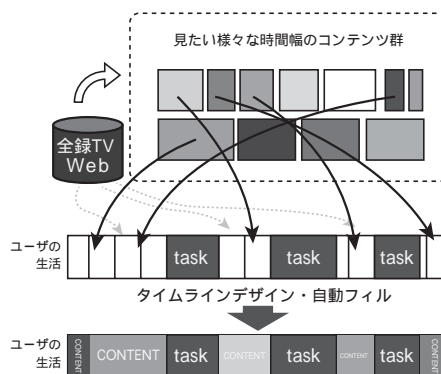 見たい様々な時間幅のコンテンツ群
全録TV
Web
ユーザの
生活
task
task
task
タイムラインデザイン・自動フィル
ユーザの
生活
CONTENT
CONTENT
task
CONTENT
task
CONTENT
task
CONTENT